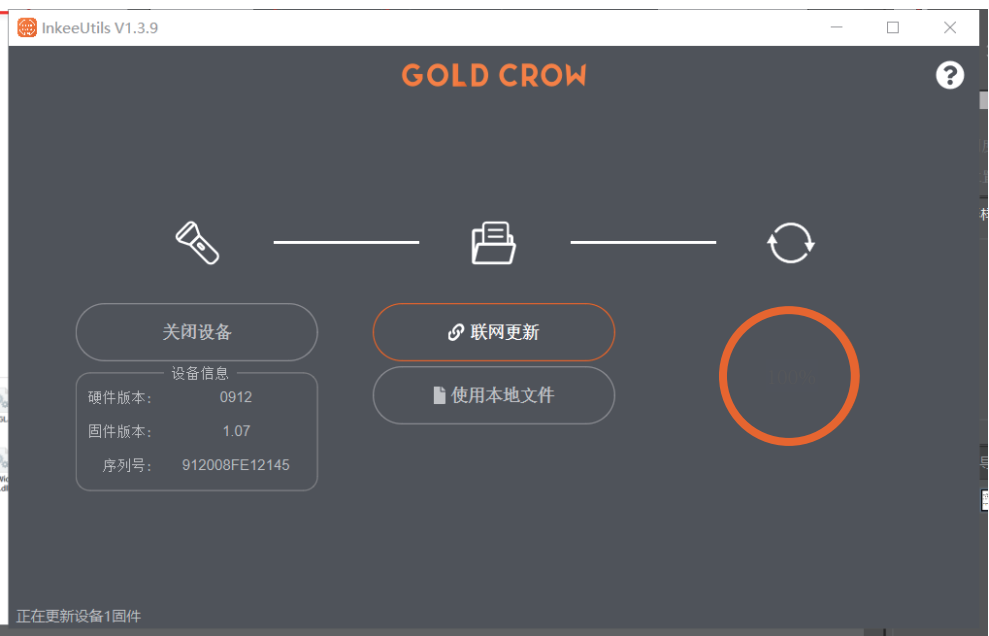 InkeeUtils V1.3.9
GOLD CROW
关闭设备
联网更新
使用本地文件
设备信息
硬件版本: 0912
固件版本: 1.07
序列号: 912008FE12145
100%
正在更新设备1固件